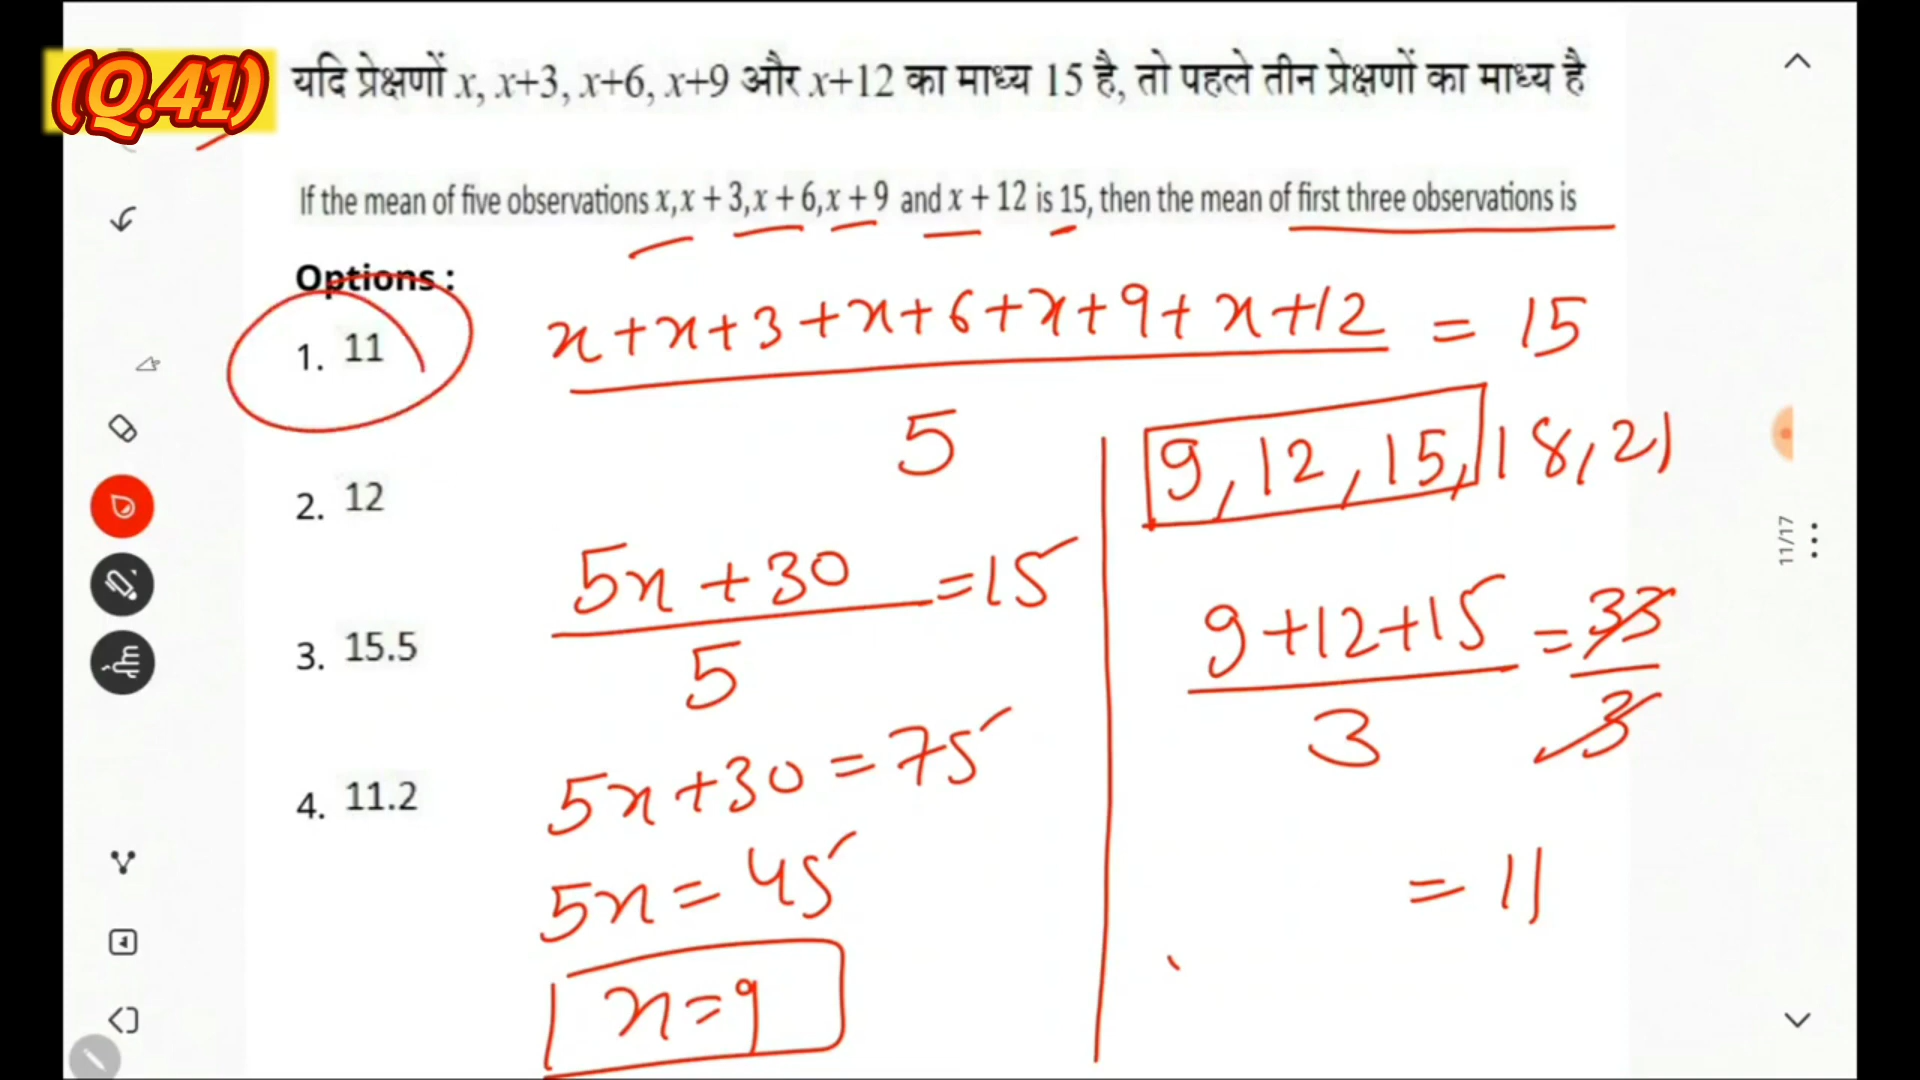 (Q.41) यदि प्रेक्षणों x, x+3, x+6, x+9 और x+12 का माध्य 15 है, तो पहले तीन प्रेक्षणों का माध्य है
If the mean of five observations x, x + 3, x + 6, x + 9 and x + 12 is 15, then the mean of first three observations is
Options :
1. 11
2. 12
3. 15.5
4. 11.2
x+x+3+x+6+x+9+x+12 = 15
5
5x+30 =15
5
5x+30=75
5x=45
x=9
9,12,15,18,21
9+12+15 = 33
3 3
= 11
11/17